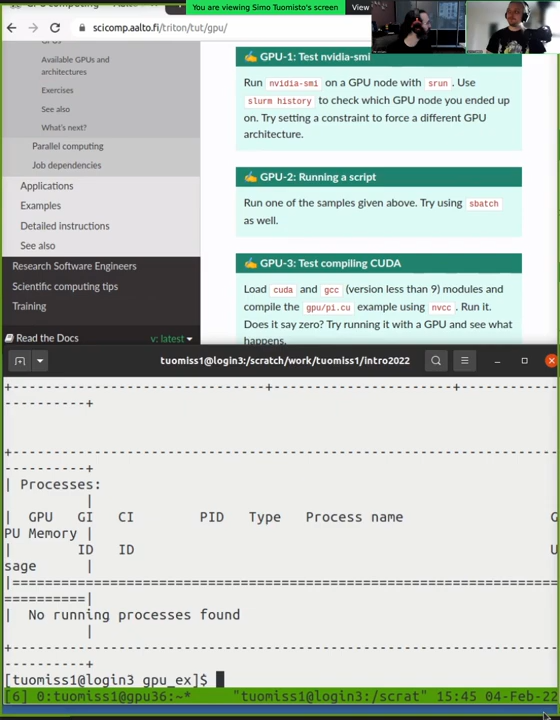 You are viewing Simo Tuomisto's screen
View
scicomp.aalto.fi/triton/tut/gpu/
Available GPUs and
architectures
Exercises
See also
What's next?
Parallel computing
Job dependencies
Applications
Examples
Detailed instructions
See also
Research Software Engineers
Scientific computing tips
Training
Read the Docs
v: latest
GPU-1: Test nvidia-smi
Run nvidia-smi on a GPU node with srun. Use
slurm history to check which GPU node you ended up
on. Try setting a constraint to force a different GPU
architecture.
GPU-2: Running a script
Run one of the samples given above. Try using sbatch
as well.
GPU-3: Test compiling CUDA
Load cuda and gcc (version less than 9) modules and
compile the gpu/pi.cu example using nvcc. Run it.
Does it say zero? Try running it with a GPU and see what
happens.
tuomiss1@login3:/scratch/work/tuomiss1/intro2022
+-----------------------------+--------------------+-----------
----------+
+---------------------------------------------------------------
----------+
| Processes:
|
| GPU GI CI PID Type Process name G
PU Memory |
| ID ID U
sage |
|===============================================================
==========|
| No running processes found
|
+---------------------------------------------------------------
----------+
[tuomiss1@login3 gpu_ex]$
[6] 0:tuomiss1@gpu36:~* "tuomiss1@login3:/scrat" 15:45 04-Feb-22